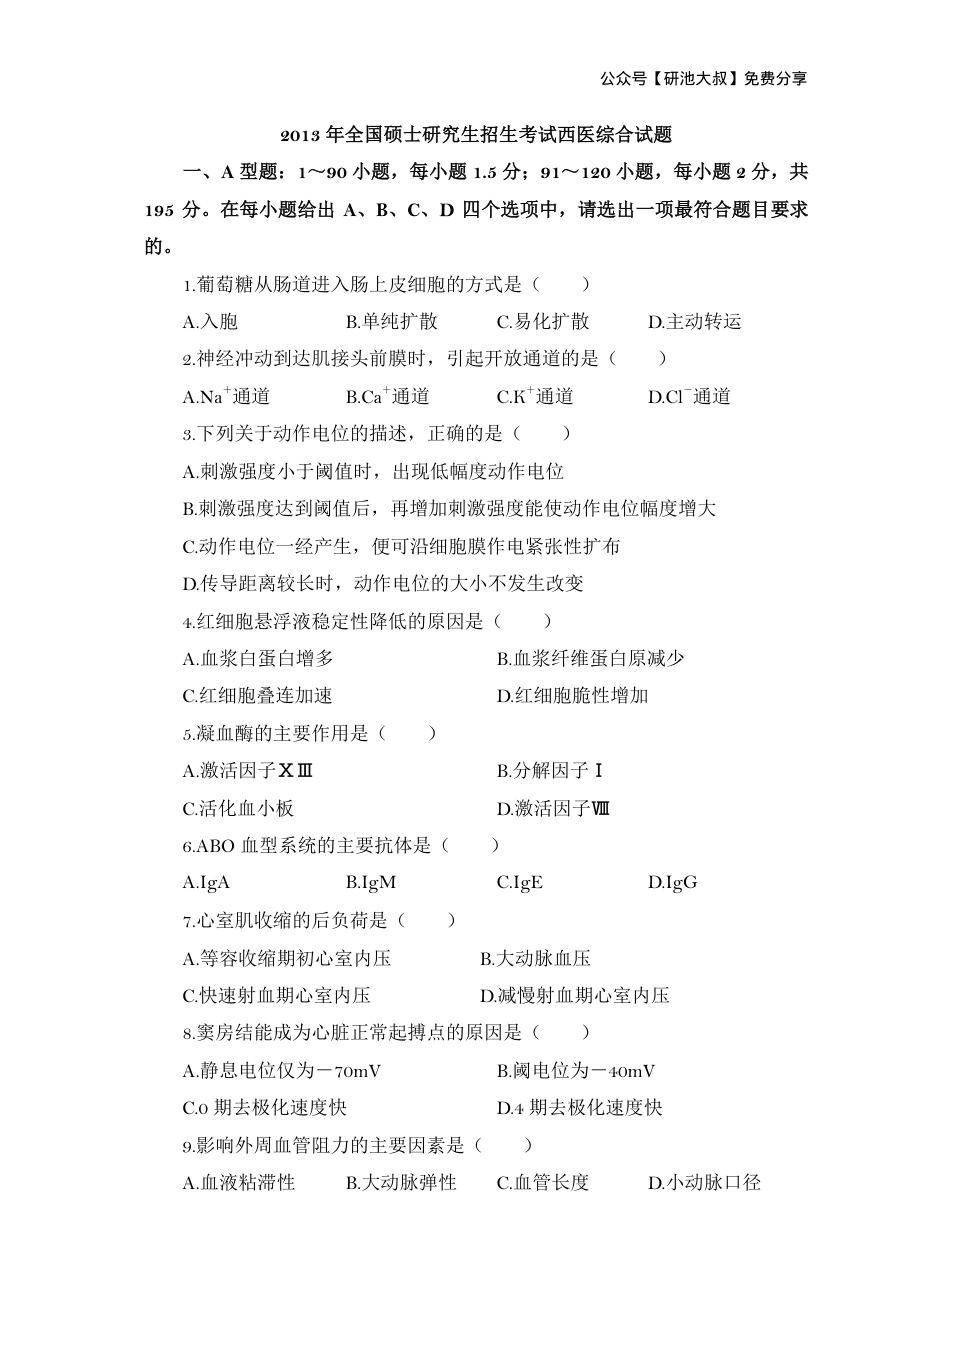 公众号【研池大叔】免费分享
2013 年全国硕士研究生招生考试西医综合试题
一、A 型题：1～90 小题，每小题 1.5 分；91～120 小题，每小题 2 分，共
195 分。在每小题给出 A、B、C、D 四个选项中，请选出一项最符合题目要求
的。
1.葡萄糖从肠道进入肠上皮细胞的方式是（　　）
A.入胞　B.单纯扩散　C.易化扩散　D.主动转运
2.神经冲动到达肌接头前膜时，引起开放通道的是（　　）
A.Na⁺通道　B.Ca⁺通道　C.K⁺通道　D.Cl⁻通道
3.下列关于动作电位的描述，正确的是（　　）
A.刺激强度小于阈值时，出现低幅度动作电位
B.刺激强度达到阈值后，再增加刺激强度能使动作电位幅度增大
C.动作电位一经产生，便可沿细胞膜作电紧张性扩布
D.传导距离较长时，动作电位的大小不发生改变
4.红细胞悬浮液稳定性降低的原因是（　　）
A.血浆白蛋白增多　B.血浆纤维蛋白原减少
C.红细胞叠连加速　D.红细胞脆性增加
5.凝血酶的主要作用是（　　）
A.激活因子ⅩⅢ　B.分解因子Ⅰ
C.活化血小板　D.激活因子Ⅷ
6.ABO 血型系统的主要抗体是（　　）
A.IgA　B.IgM　C.IgE　D.IgG
7.心室肌收缩的后负荷是（　　）
A.等容收缩期初心室内压　B.大动脉血压
C.快速射血期心室内压　D.减慢射血期心室内压
8.窦房结能成为心脏正常起搏点的原因是（　　）
A.静息电位仅为－70mV　B.阈电位为－40mV
C.0 期去极化速度快　D.4 期去极化速度快
9.影响外周血管阻力的主要因素是（　　）
A.血液粘滞性　B.大动脉弹性　C.血管长度　D.小动脉口径